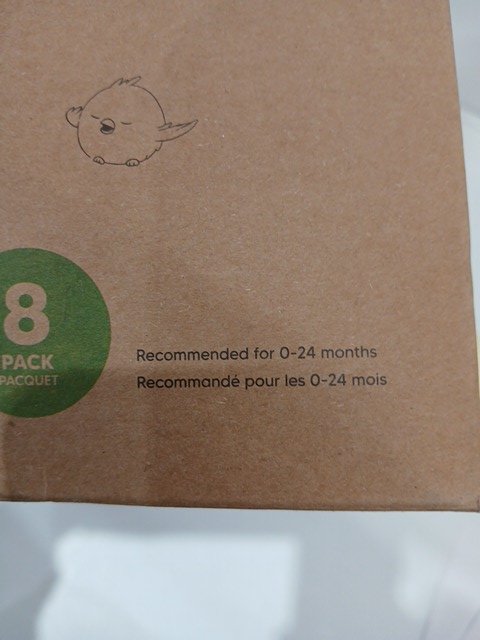 8
PACK
PACQUET
Recommended for 0-24 months
Recommandé pour les 0-24 mois